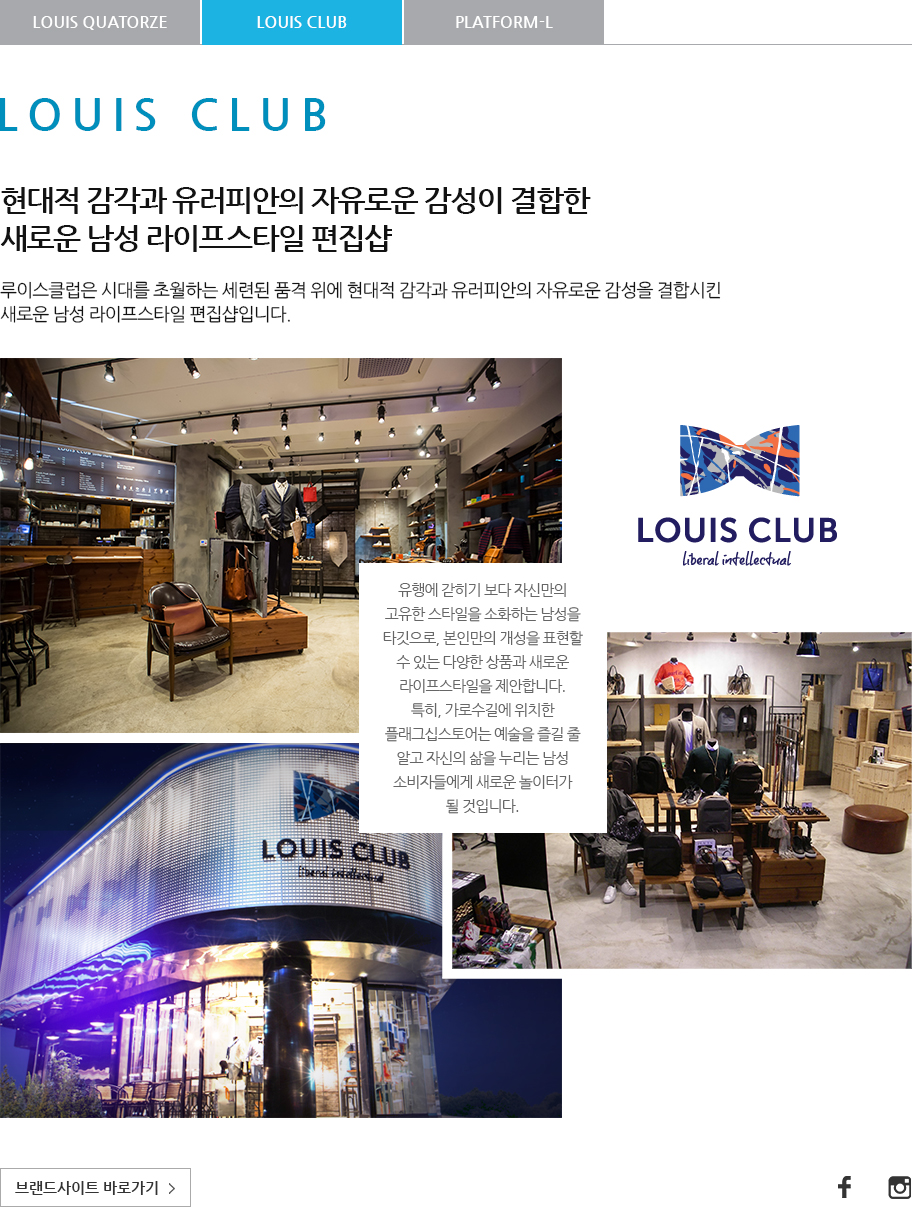 LOUIS QUATORZE
LOUIS CLUB
PLATFORM-L
LOUIS CLUB
현대적 감각과 유러피안의 자유로운 감성이 결합한
새로운 남성 라이프스타일 편집샵
루이스클럽은 시대를 초월하는 세련된 품격 위에 현대적 감각과 유러피안의 자유로운 감성을 결합시킨
새로운 남성 라이프스타일 편집샵입니다.
LOUIS CLUB
LOUIS CLUB
liberal intellectual
유행에 갇히기 보다 자신만의
고유한 스타일을 소화하는 남성을
타깃으로, 본인만의 개성을 표현할
수 있는 다양한 상품과 새로운
라이프스타일을 제안합니다.
특히, 가로수길에 위치한
플래그십스토어는 예술을 즐길 줄
알고 자신의 삶을 누리는 남성
소비자들에게 새로운 놀이터가
될 것입니다.
LOUIS CLUB
liberal intellectual
브랜드사이트 바로가기